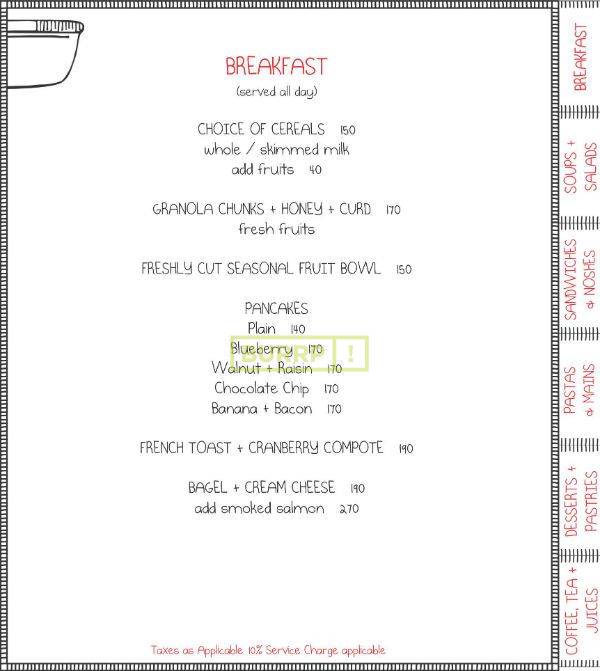 BREAKFAST
(served all day)
CHOICE OF CEREALS 150
whole / skimmed milk
add fruits 40
GRANOLA CHUNKS + HONEY + CURD 170
fresh fruits
FRESHLY CUT SEASONAL FRUIT BOWL 150
PANCAKES
Plain 140
Blueberry 170
BURRP!
Walnut + Raisin 170
Chocolate Chip 170
Banana + Bacon 170
FRENCH TOAST + CRANBERRY COMPOTE 190
BAGEL + CREAM CHEESE 190
add smoked salmon 270
Taxes as Applicable 10% Service Charge applicable
BREAKFAST
SOUPS +
SALADS
SANDWICHES
& NOSHES
PASTAS
& MAINS
DESSERTS +
PASTRIES
COFFEE, TEA +
JUICES